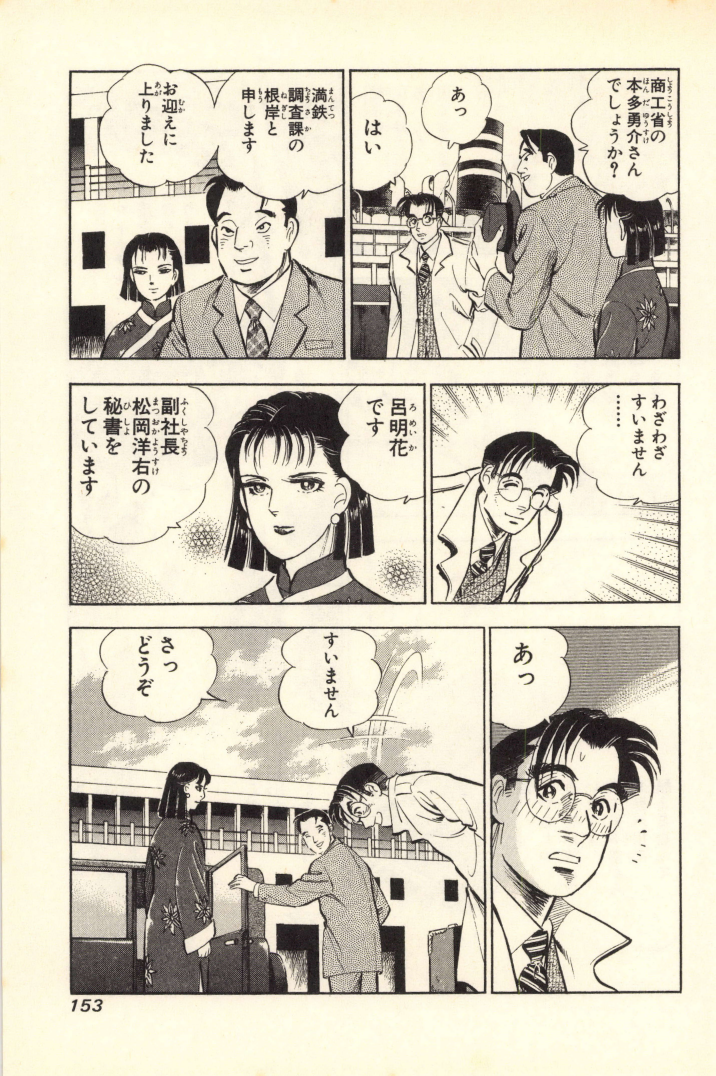 商工省の
本多勇介さん
でしょうか?
あっ
はい
満鉄
調査課の
根岸と
申します
お迎えに
上りました
わざわざ
すいません
……
呂明花
です
副社長
松岡洋右の
秘書を
しています
あっ
すいません
さっ
どうぞ
153